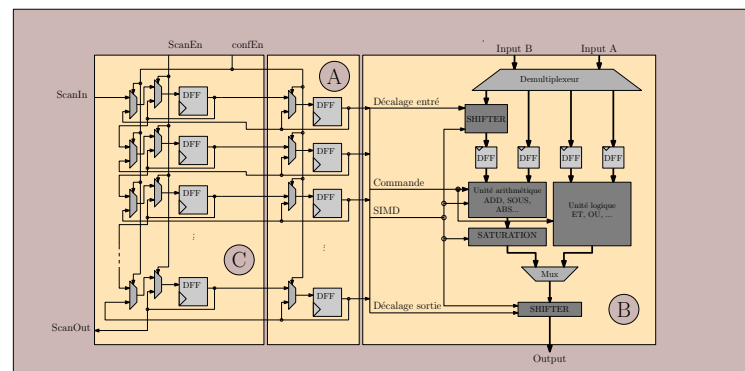 ScanEn
confEn
Input B
Input A
A
Demultiplexeur
ScanIn
DFF
DFF
Décalage entré
SHIFTER
DFF
DFF
DFF
DFF
DFF
DFF
Commande
Unité arithmétique
ADD, SOUS,
ABS...
Unité logique
ET, OU, ...
DFF
DFF
SIMD
SATURATION
C
Mux
DFF
DFF
Décalage sortie
SHIFTER
B
ScanOut
Output